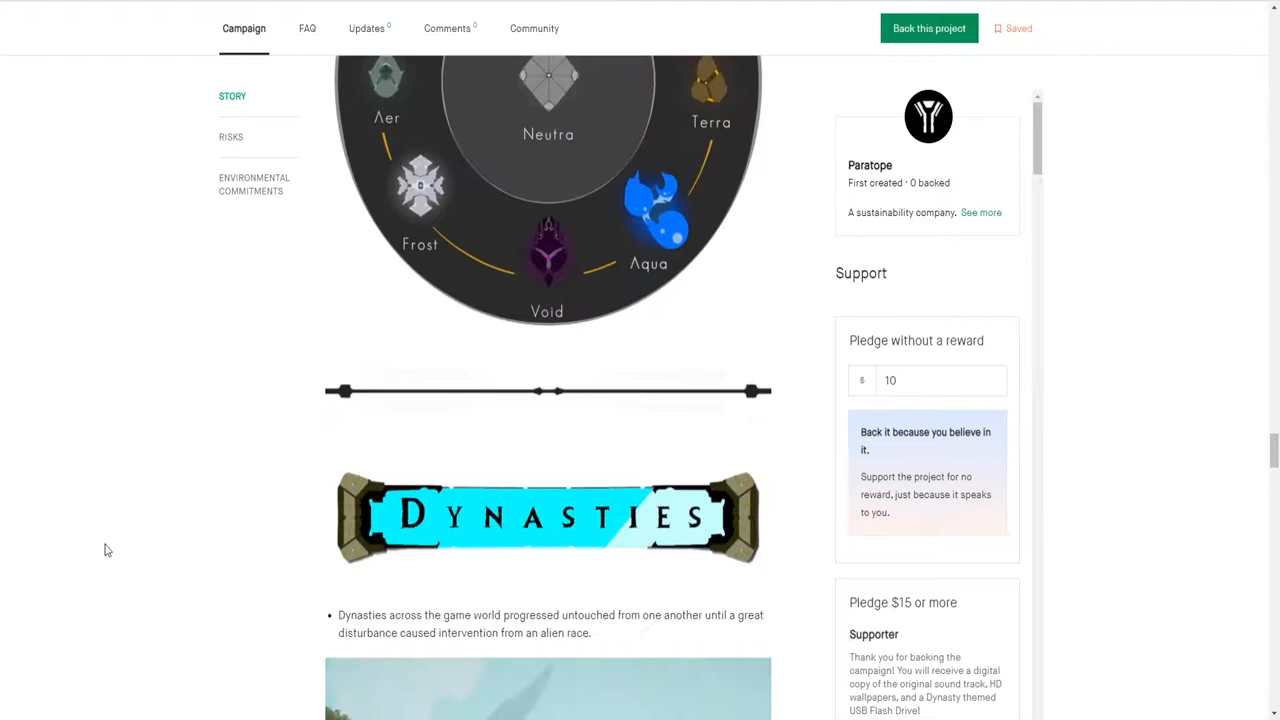 Campaign FAQ Updates 0 Comments 0 Community Back this project Saved
STORY
RISKS
ENVIRONMENTAL
COMMITMENTS
Aer
Neutra
Terra
Frost
Aqua
Void
DYNASTIES
• Dynasties across the game world progressed untouched from one another until a great
disturbance caused intervention from an alien race.
Paratope
First created · 0 backed
A sustainability company. See more
Support
Pledge without a reward
$ 10
Back it because you believe in
it.
Support the project for no
reward, just because it speaks
to you.
Pledge $15 or more
Supporter
Thank you for backing the
campaign! You will receive a digital
copy of the original sound track, HD
wallpapers, and a Dynasty themed
USB Flash Drive!